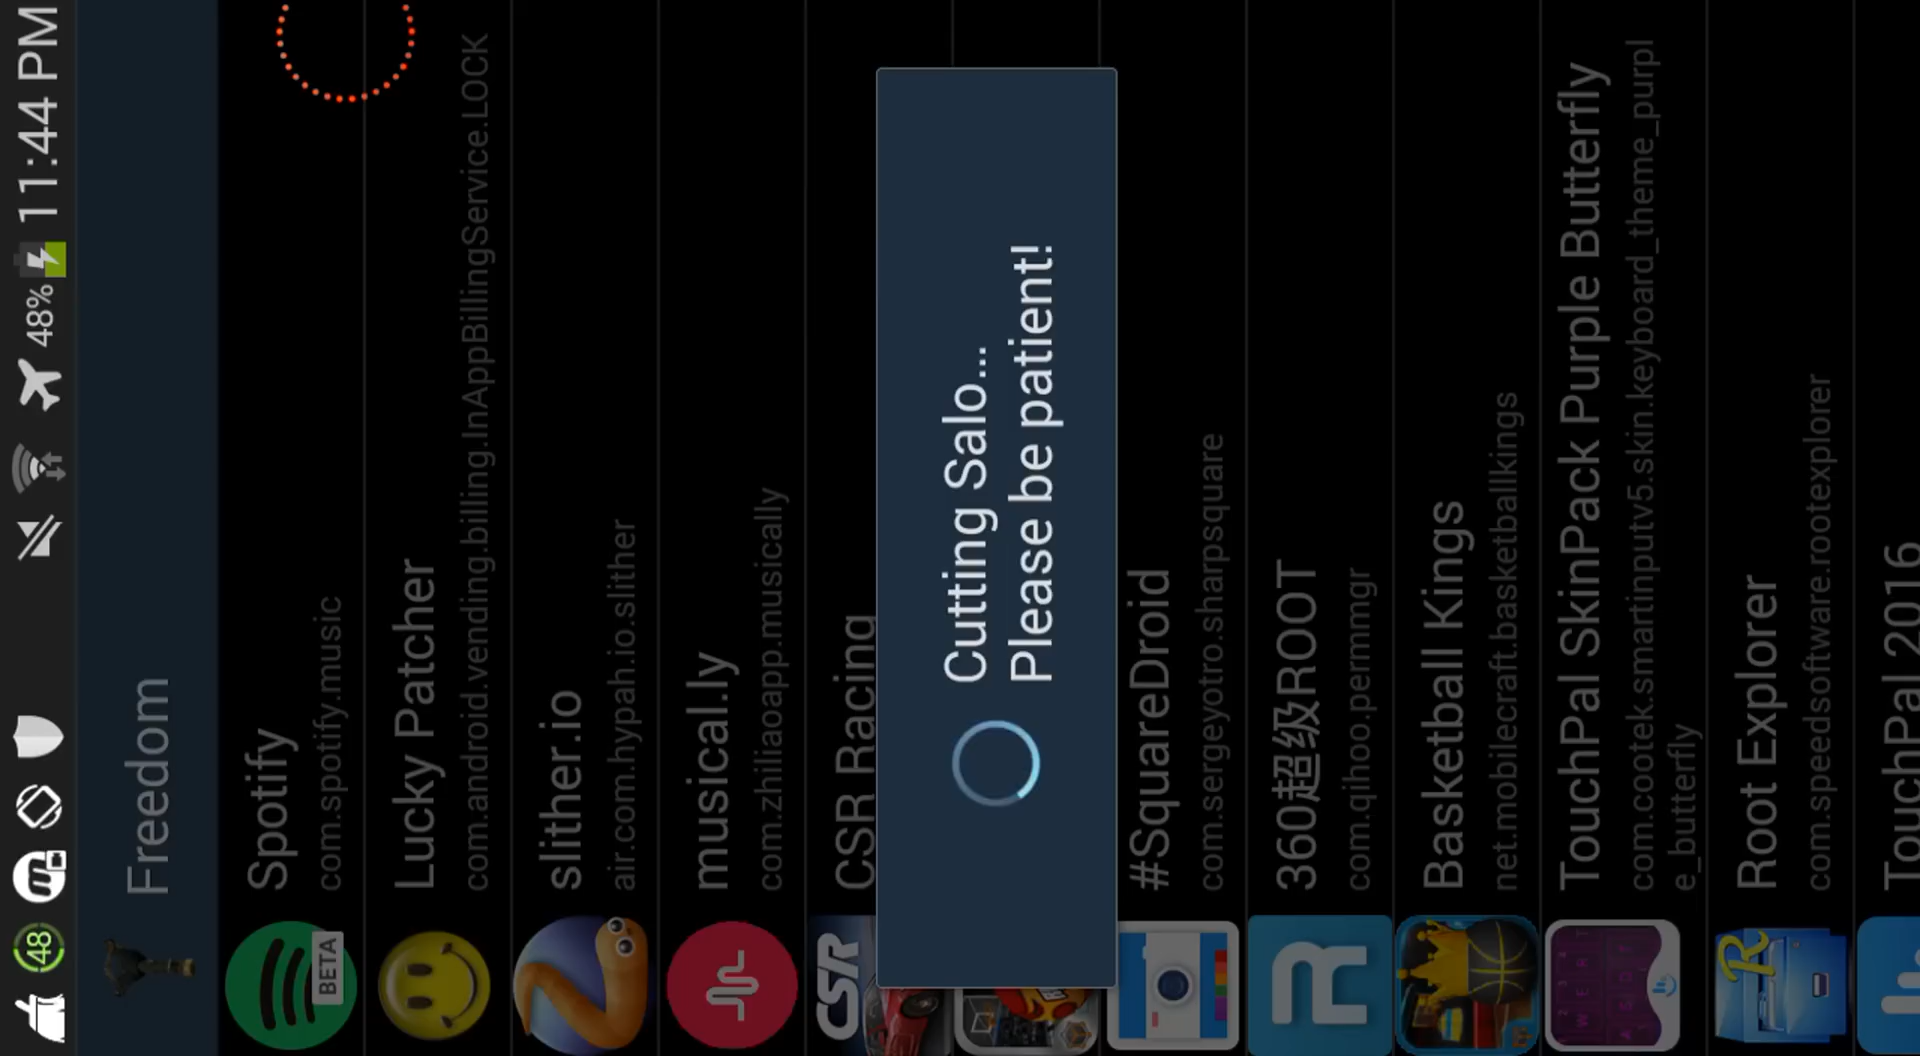 48
48%
11:44 PM
Freedom
Spotify
com.spotify.music
BETA
Lucky Patcher
com.android.vending.billing.InAppBillingService.LOCK
slither.io
air.com.hypah.io.slither
musical.ly
com.zhiliaoapp.musically
CSR Racing
CSR
Cutting Salo...
Please be patient!
#SquareDroid
com.sergeyotro.sharpsquare
360超级ROOT
com.qihoo.permmgr
R
Basketball Kings
net.mobilecraft.basketballkings
TouchPal SkinPack Purple Butterfly
com.cootek.smartinputv5.skin.keyboard_theme_purpl
e_butterfly
Root Explorer
com.speedsoftware.rootexplorer
R
TouchPal 2016